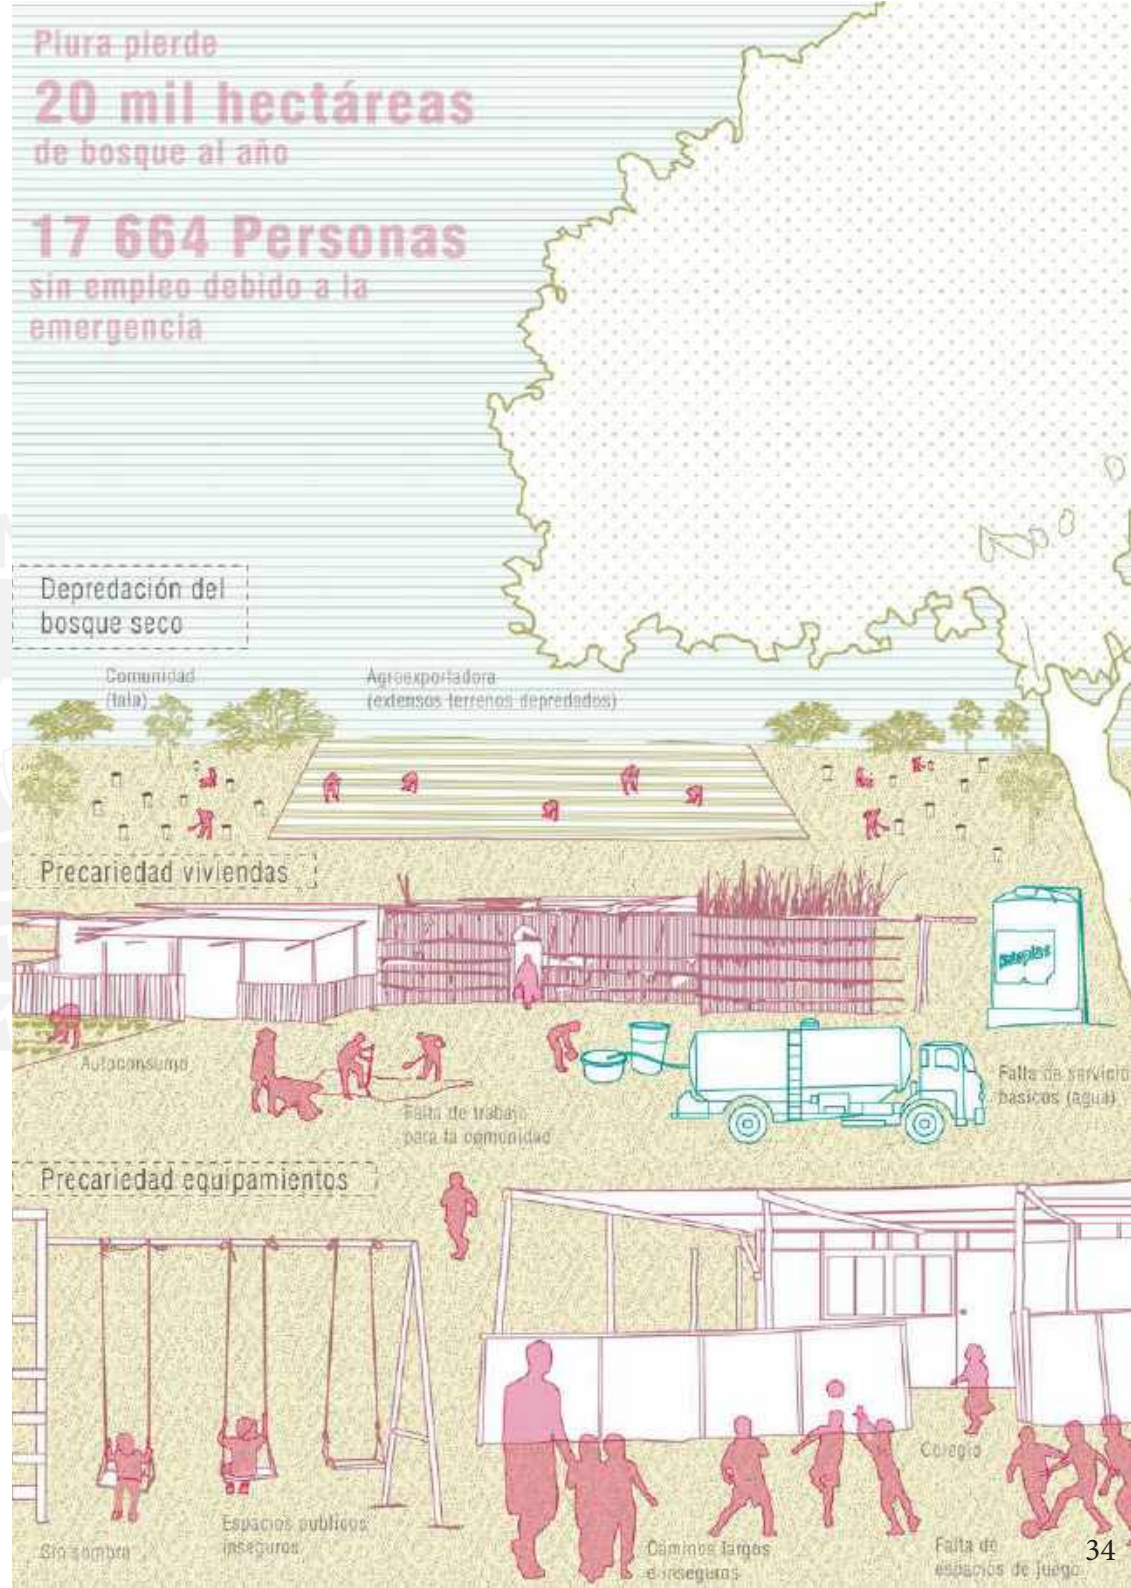 Piura pierde
20 mil hectáreas
de bosque al año
17 664 Personas
sin empleo debido a la
emergencia
Depredación del
bosque seco
Comunidad
(tala)
Agroexportadora
(extensos terrenos depredados)
Precariedad viviendas
Autoconsumo
Falta de trabajo
para la comunidad
Falta de servicio
basicos (agua)
Precariedad equipamientos
Colegio
Espacios publicos
inseguros
Sin sombra
Caminos largos
e inseguros
Falta de
espacios de juego
34